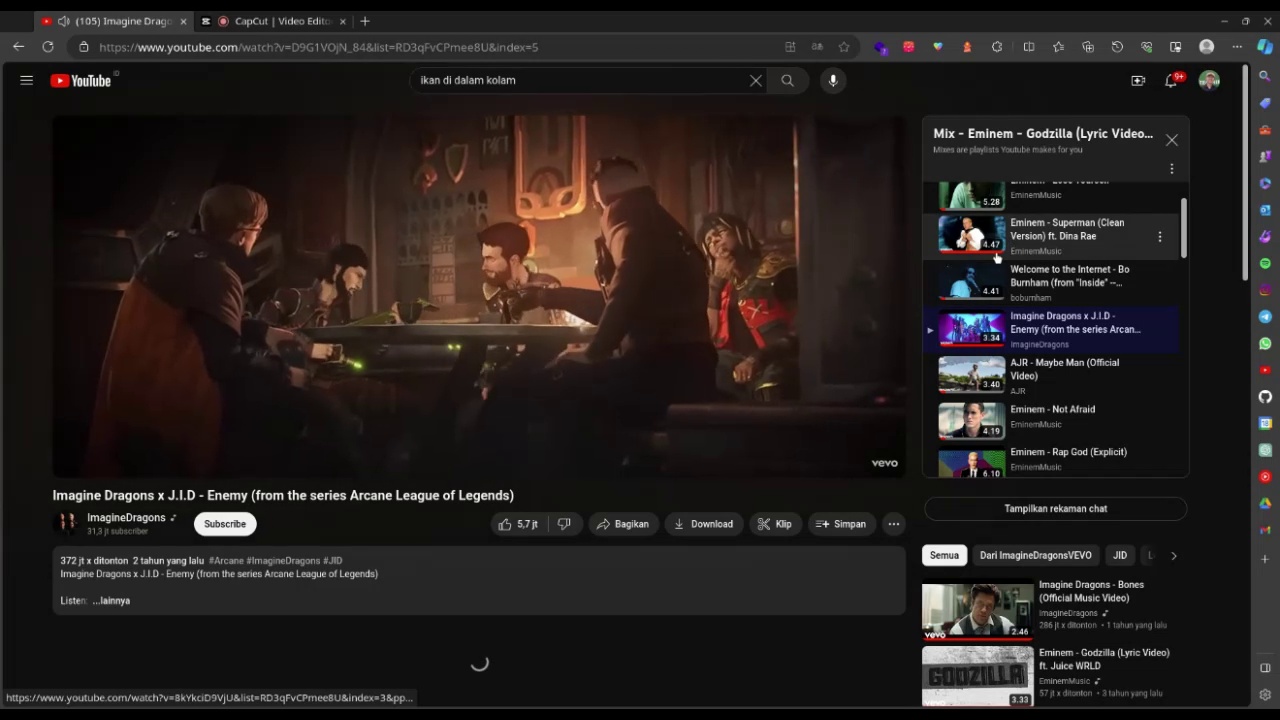 (105) Imagine Drago
CapCut | Video Edito
https://www.youtube.com/watch?v=D9G1VOjN_84&list=RD3qFvCPmee8U&index=5
YouTube
ID
ikan di dalam kolam
9+
vevo
Imagine Dragons x J.I.D - Enemy (from the series Arcane League of Legends)
ImagineDragons
31,3 jt subscriber
Subscribe
5,7 jt
Bagikan
Download
Klip
Simpan
372 jt x ditonton 2 tahun yang lalu #Arcane #ImagineDragons #JID
Imagine Dragons x J.I.D - Enemy (from the series Arcane League of Legends)
Listen: ...lainnya
https://www.youtube.com/watch?v=8kYkciD9VjU&list=RD3qFvCPmee8U&index=3&pp...
Mix - Eminem - Godzilla (Lyric Video...
Mixes are playlists Youtube makes for you
Eminem - Lose Yourself
EminemMusic
5.28
Eminem - Superman (Clean
Version) ft. Dina Rae
EminemMusic
4.47
Welcome to the Internet - Bo
Burnham (from "Inside" --...
boburnham
4.41
Imagine Dragons x J.I.D -
Enemy (from the series Arcan...
ImagineDragons
3.34
AJR - Maybe Man (Official
Video)
AJR
3.40
Eminem - Not Afraid
EminemMusic
4.19
Eminem - Rap God (Explicit)
EminemMusic
6.10
Tampilkan rekaman chat
Semua
Dari ImagineDragonsVEVO
JID
L
Imagine Dragons - Bones
(Official Music Video)
ImagineDragons
286 jt x ditonton • 1 tahun yang lalu
vevo
2.46
Eminem - Godzilla (Lyric Video)
ft. Juice WRLD
EminemMusic
57 jt x ditonton • 3 tahun yang lalu
GODZILLA
3.33